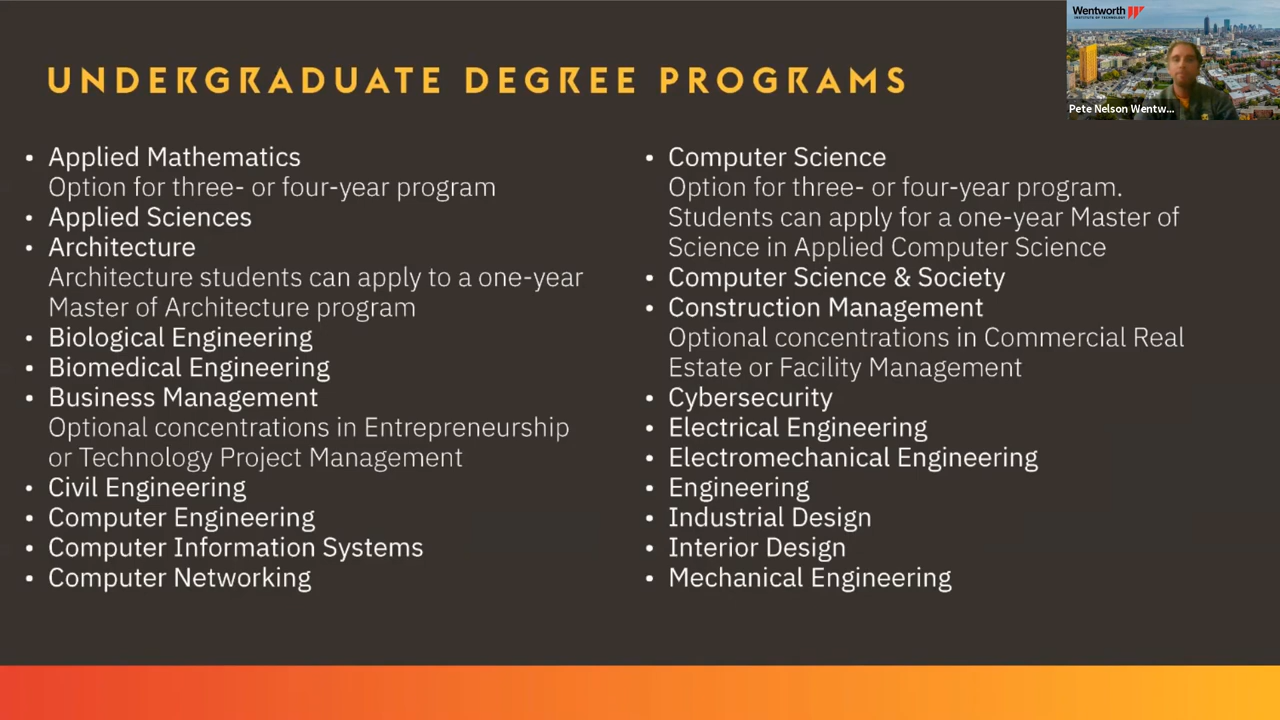 UNDERGRADUATE DEGREE PROGRAMS
• Applied Mathematics
Option for three- or four-year program
• Applied Sciences
• Architecture
Architecture students can apply to a one-year
Master of Architecture program
• Biological Engineering
• Biomedical Engineering
• Business Management
Optional concentrations in Entrepreneurship
or Technology Project Management
• Civil Engineering
• Computer Engineering
• Computer Information Systems
• Computer Networking
• Computer Science
Option for three- or four-year program.
Students can apply for a one-year Master of
Science in Applied Computer Science
• Computer Science & Society
• Construction Management
Optional concentrations in Commercial Real
Estate or Facility Management
• Cybersecurity
• Electrical Engineering
• Electromechanical Engineering
• Engineering
• Industrial Design
• Interior Design
• Mechanical Engineering
Wentworth
INSTITUTE OF TECHNOLOGY
Pete Nelson Wentw...